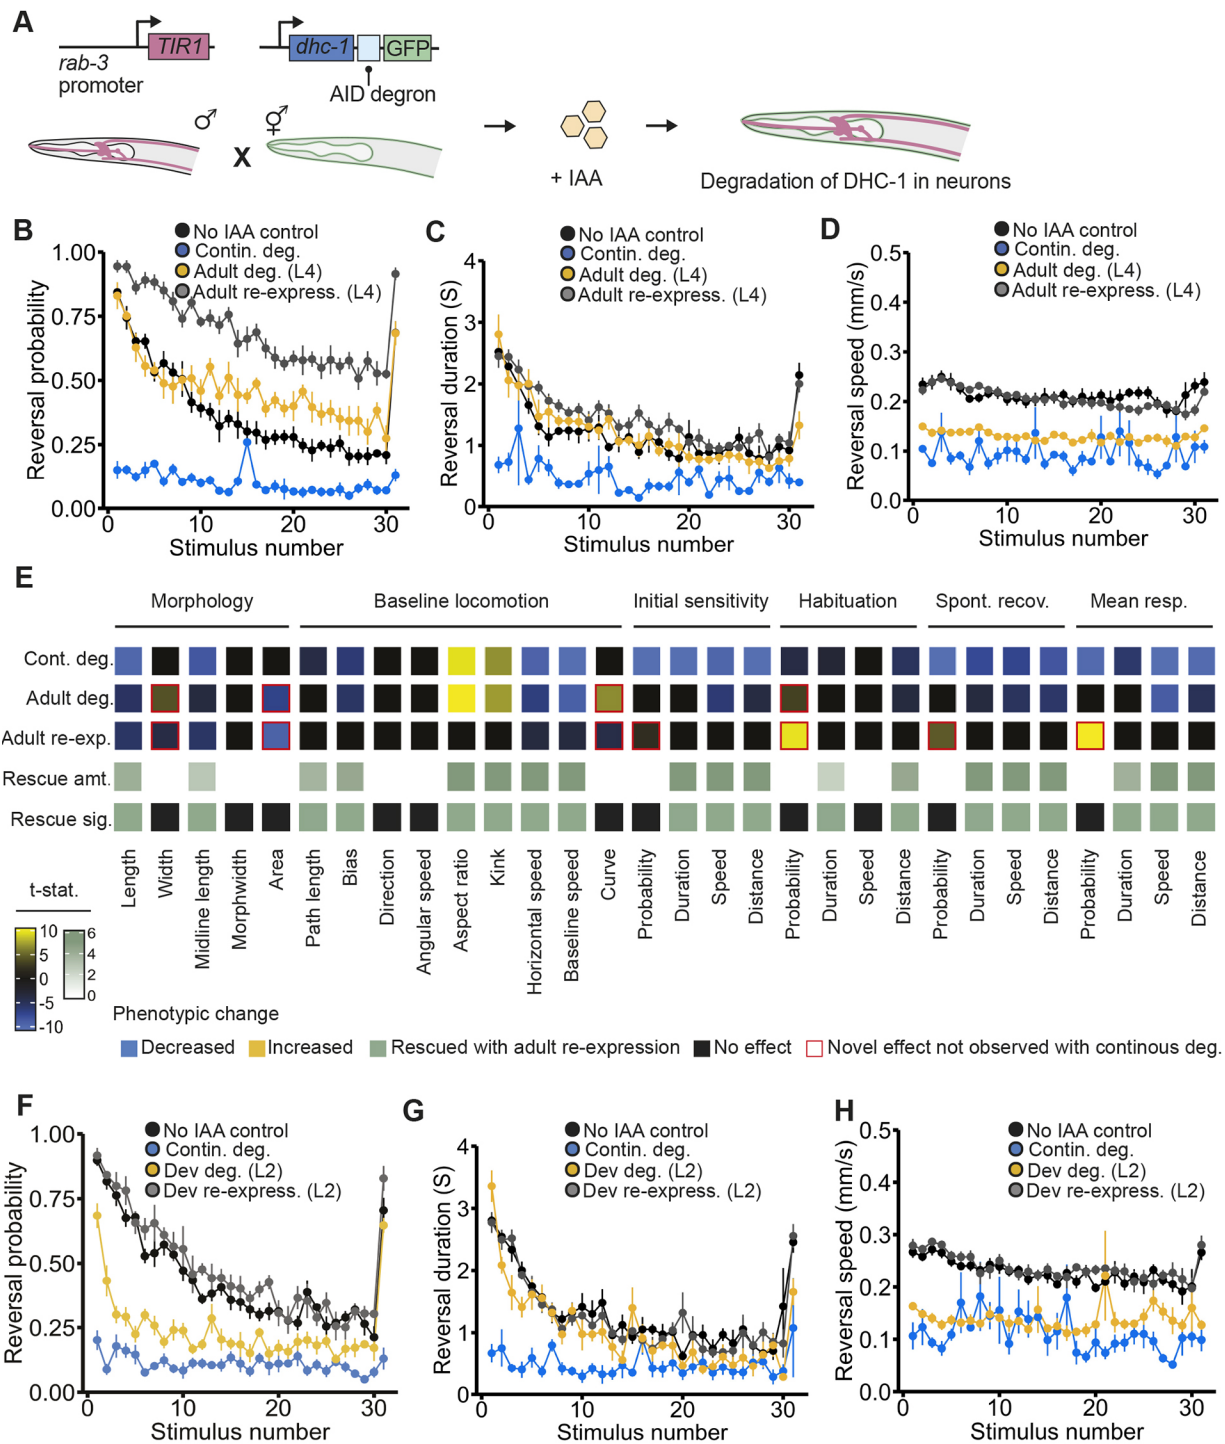 A
TIR1
dhc-1
GFP
rab-3
promoter
AID degron
♂
⚥
X
+ IAA
Degradation of DHC-1 in neurons
B
No IAA control
Contin. deg.
Adult deg. (L4)
Adult re-express. (L4)
Reversal probability
1.00
0.75
0.50
0.25
0.00
0
10
20
30
Stimulus number
C
No IAA control
Contin. deg.
Adult deg. (L4)
Adult re-express. (L4)
Reversal duration (S)
4
3
2
1
0
0
10
20
30
Stimulus number
D
No IAA control
Contin. deg.
Adult deg. (L4)
Adult re-express. (L4)
Reversal speed (mm/s)
0.5
0.4
0.3
0.2
0.1
0.0
0
10
20
30
Stimulus number
E
Morphology
Baseline locomotion
Initial sensitivity
Habituation
Spont. recov.
Mean resp.
Cont. deg.
Adult deg.
Adult re-exp.
Rescue amt.
Rescue sig.
Length
Width
Midline length
Morphwidth
Area
Path length
Bias
Direction
Angular speed
Aspect ratio
Kink
Horizontal speed
Baseline speed
Curve
Probability
Duration
Speed
Distance
Probability
Duration
Speed
Distance
Probability
Duration
Speed
Distance
Probability
Duration
Speed
Distance
t-stat.
10
5
0
-5
-10
6
4
2
0
Phenotypic change
Decreased
Increased
Rescued with adult re-expression
No effect
Novel effect not observed with continous deg.
F
No IAA control
Contin. deg.
Dev deg. (L2)
Dev re-express. (L2)
Reversal probability
1.00
0.75
0.50
0.25
0.00
0
10
20
30
Stimulus number
G
No IAA control
Contin. deg.
Dev deg. (L2)
Dev re-express. (L2)
Reversal duration (S)
4
3
2
1
0
0
10
20
30
Stimulus number
H
No IAA control
Contin. deg.
Dev deg. (L2)
Dev re-express. (L2)
Reversal speed (mm/s)
0.5
0.4
0.3
0.2
0.1
0.0
0
10
20
30
Stimulus number